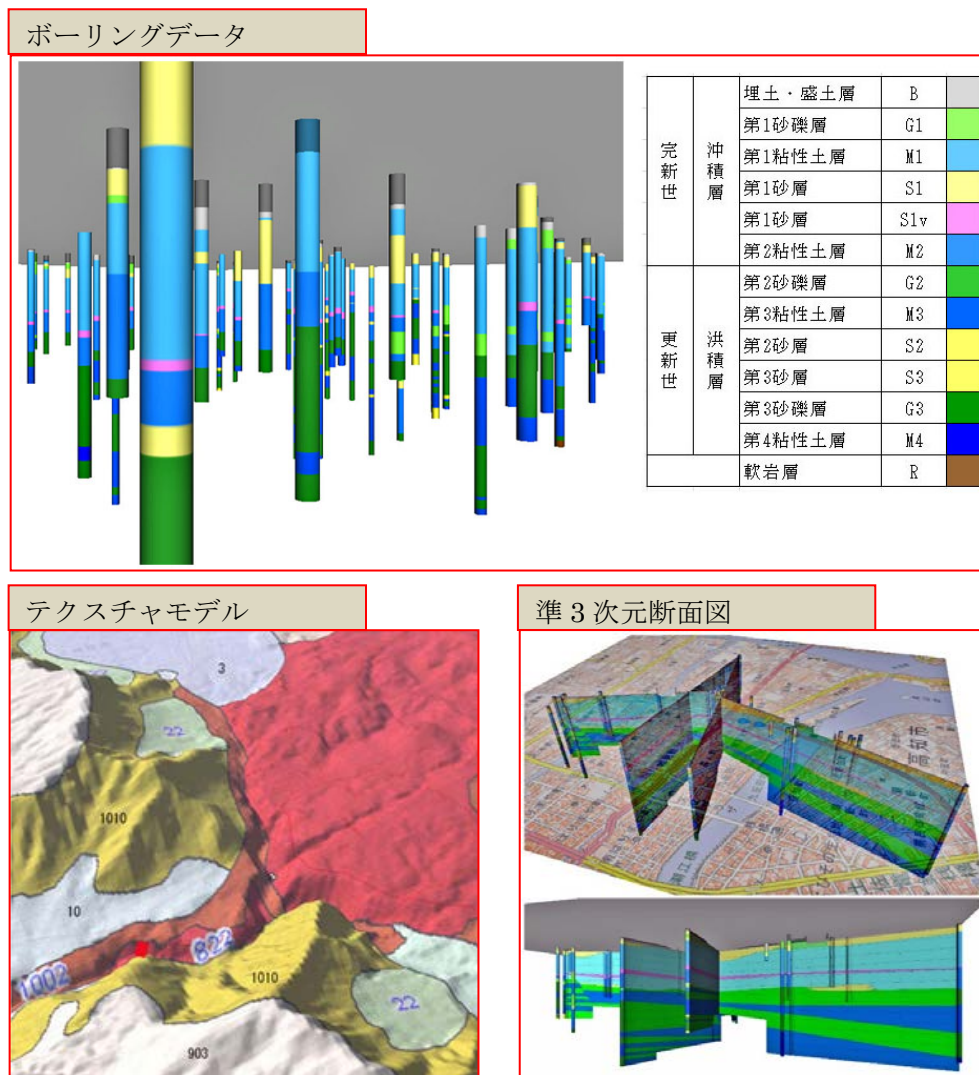 ボーリングデータ
完新世
沖積層
埋土・盛土層 B
第1砂礫層 G1
第1粘性土層 M1
第1砂層 S1
第1砂層 S1v
第2粘性土層 M2
更新世
洪積層
第2砂礫層 G2
第3粘性土層 M3
第2砂層 S2
第3砂層 S3
第3砂礫層 G3
第4粘性土層 M4
軟岩層 R
テクスチャモデル
3
22
1010
10
1002
822
1010
22
903
準3次元断面図
高知市